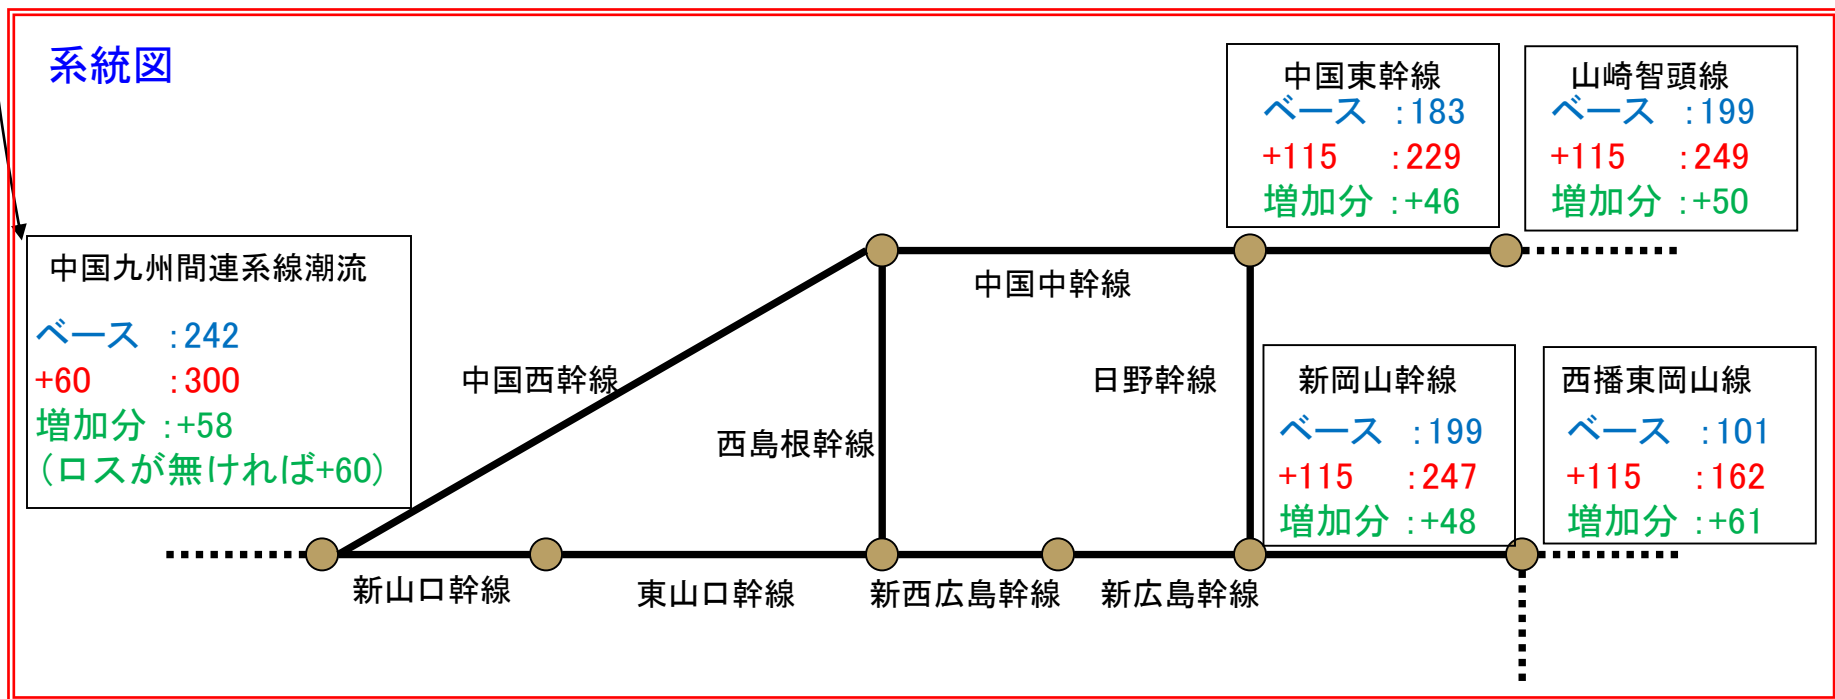 系統図
中国東幹線
ベース :183
+115 :229
増加分 :+46
山崎智頭線
ベース :199
+115 :249
増加分 :+50
中国九州間連系線潮流
ベース :242
+60 :300
増加分 :+58
(ロスが無ければ+60)
中国中幹線
中国西幹線
西島根幹線
日野幹線
新岡山幹線
ベース :199
+115 :247
増加分 :+48
西播東岡山線
ベース :101
+115 :162
増加分 :+61
新山口幹線
東山口幹線
新西広島幹線
新広島幹線